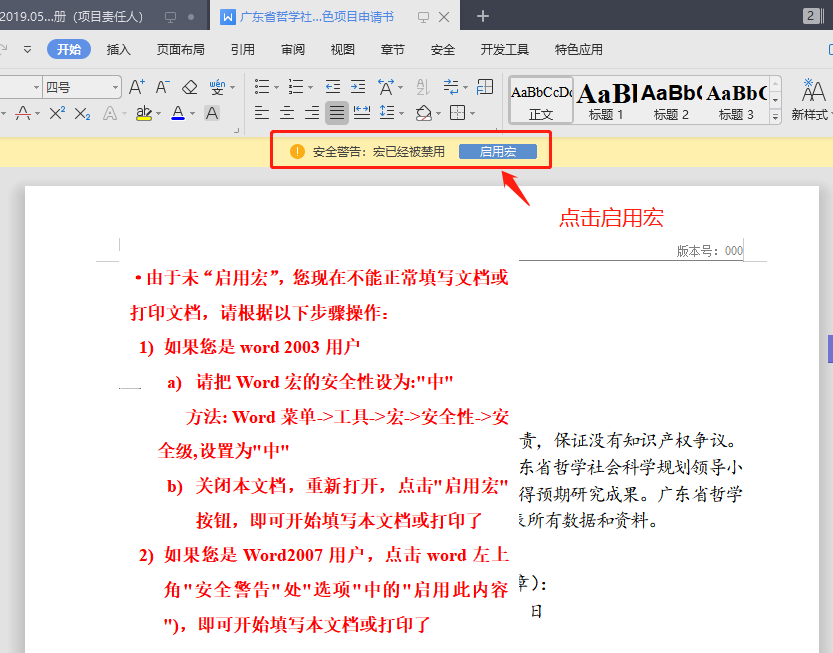 2019.05...册（项目责任人）
广东省哲学社...色项目申请书
2
开始 插入 页面布局 引用 审阅 视图 章节 安全 开发工具 特色应用
四号 A⁺ A⁻ wén
AaBbCcDc AaBl AaBb( AaBbC AA
正文 标题 1 标题 2 标题 3 新样式
A X² X₂ A ab A A
安全警告：宏已经被禁用 启用宏
点击启用宏
版本号：000
• 由于未“启用宏”，您现在不能正常填写文档或
打印文档，请根据以下步骤操作：
1) 如果您是 word 2003 用户
a) 请把 Word 宏的安全性设为:"中"
方法: Word 菜单->工具->宏->安全性->安
全级,设置为"中"
责，保证没有知识产权争议。
东省哲学社会科学规划领导小
b) 关闭本文档，重新打开，点击"启用宏"
得预期研究成果。广东省哲学
按钮，即可开始填写本文档或打印了
所有数据和资料。
2) 如果您是 Word2007 用户，点击 word 左上
角"安全警告"处"选项"中的"启用此内容
章）：
日
")，即可开始填写本文档或打印了